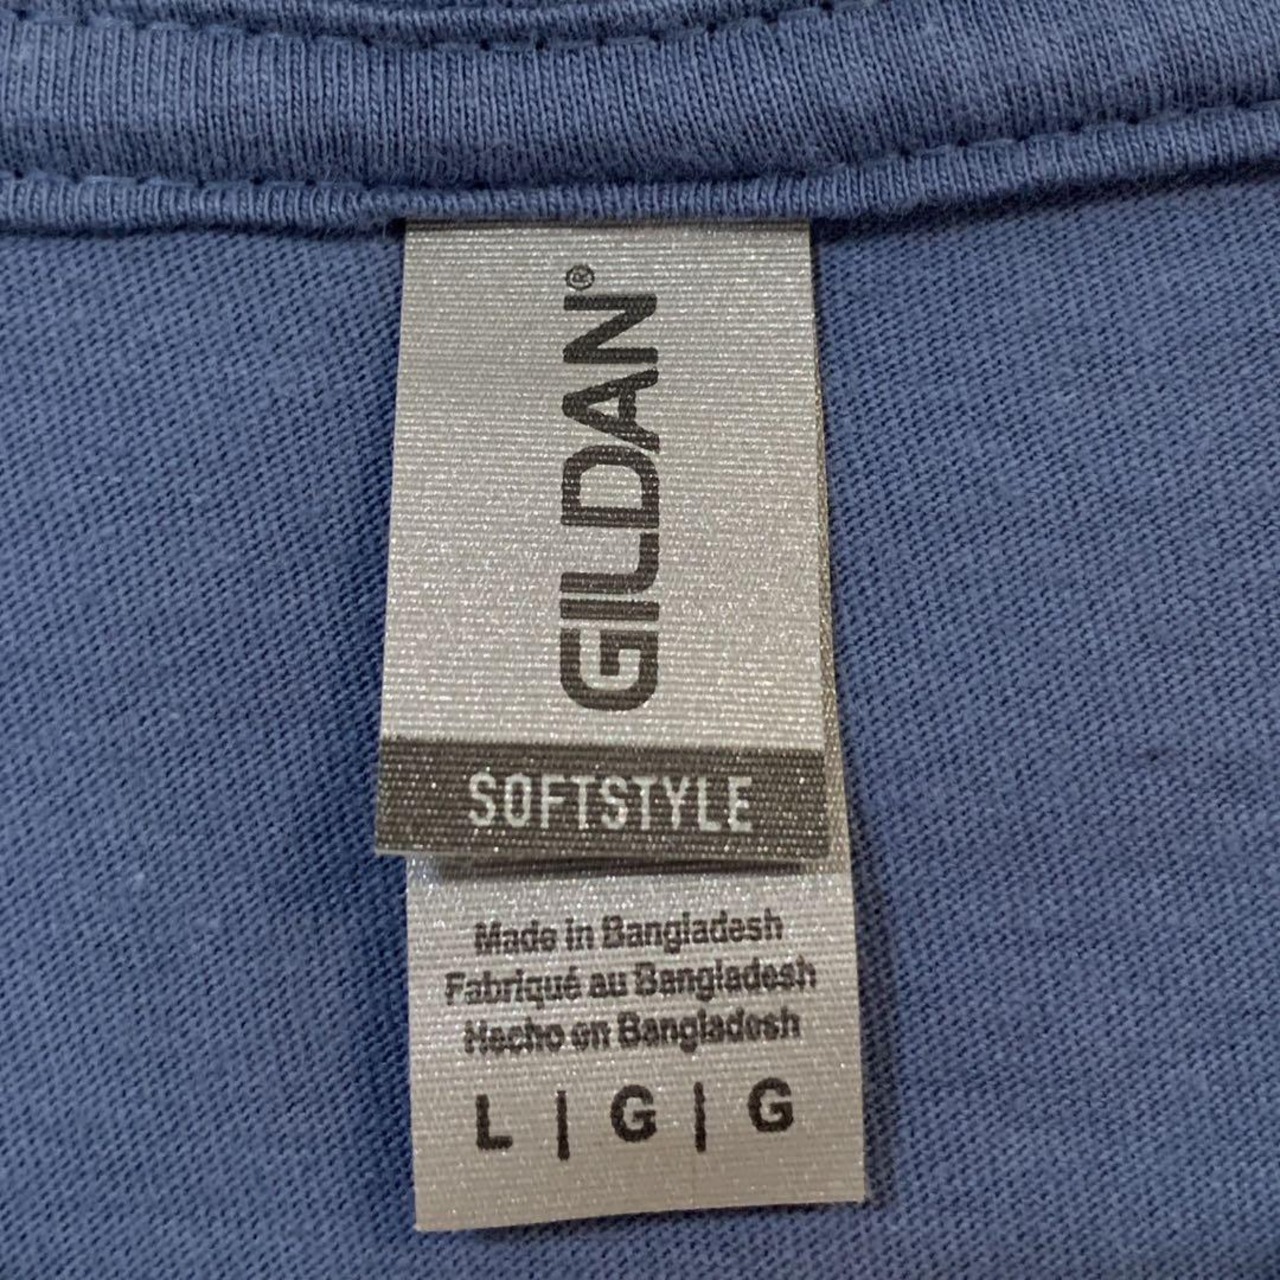 GILDAN®
SOFTSTYLE
Made in Bangladesh
Fabriqué au Bangladesh
Hecho en Bangladesh
L | G | G